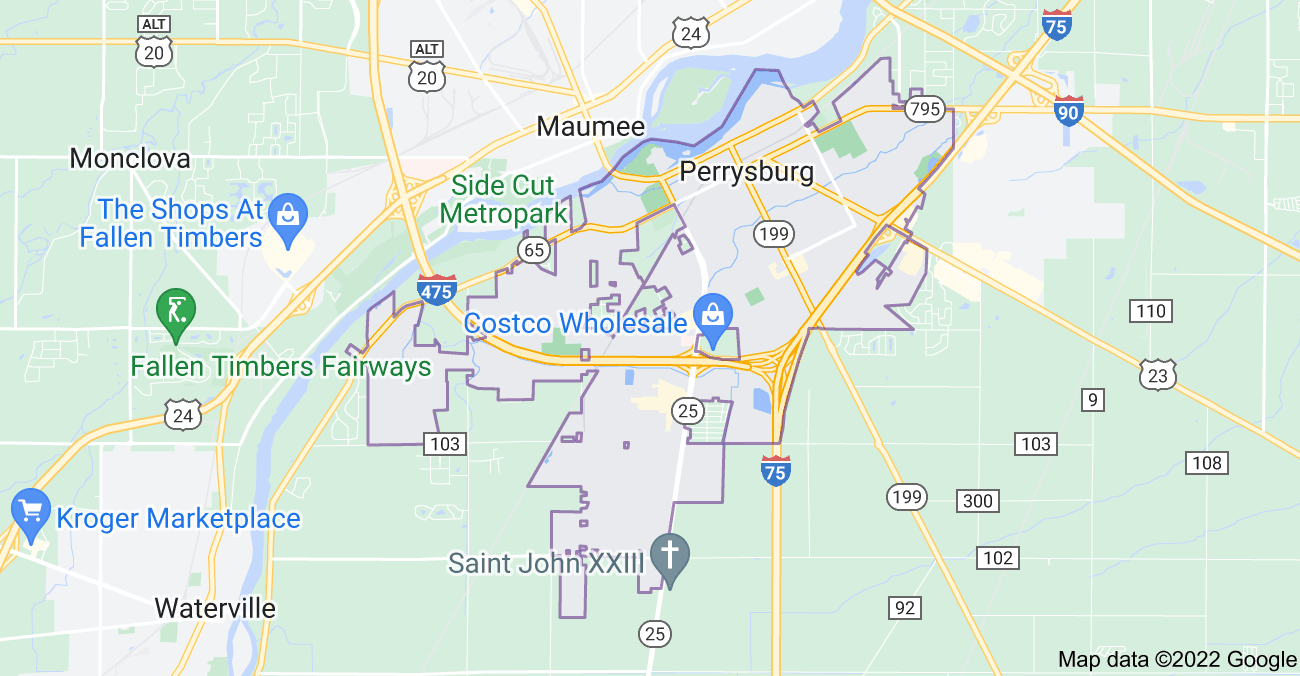 ALT
20
ALT
20
24
75
795
90
Maumee
Monclova
Perrysburg
Side Cut
Metropark
The Shops At
Fallen Timbers
199
65
475
110
Costco Wholesale
Fallen Timbers Fairways
23
24
25
9
103
103
108
75
199
300
Kroger Marketplace
102
Saint John XXIII
Waterville
92
25
Map data ©2022 Google